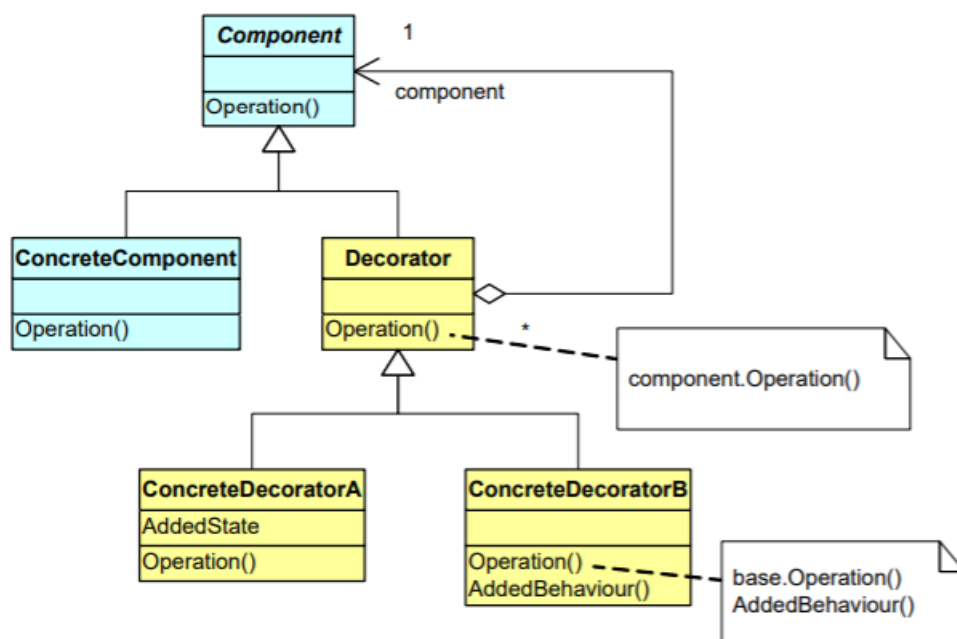 Component
1
component
Operation()
ConcreteComponent
Operation()
Decorator
Operation()
*
component.Operation()
ConcreteDecoratorA
AddedState
Operation()
ConcreteDecoratorB
Operation()
AddedBehaviour()
base.Operation()
AddedBehaviour()